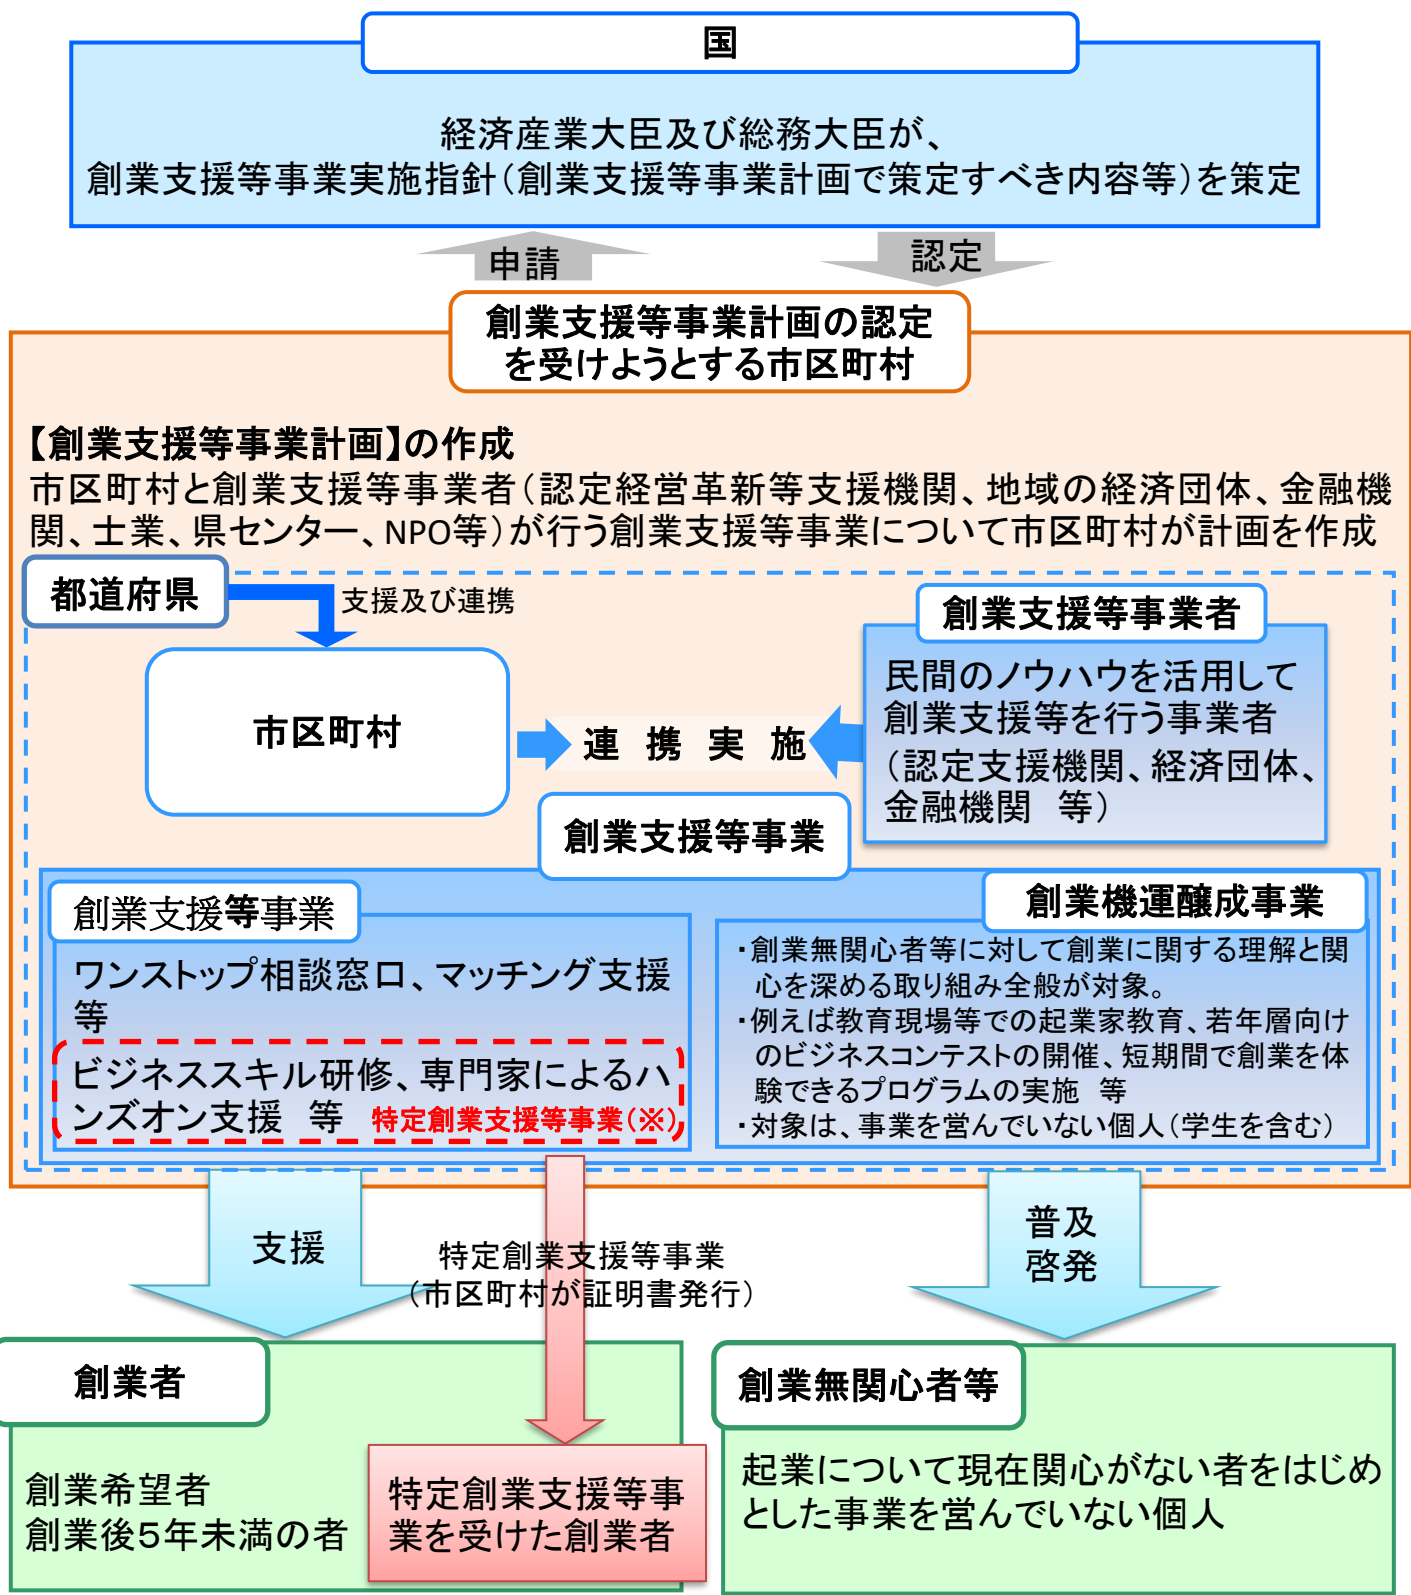 国
経済産業大臣及び総務大臣が、
創業支援等事業実施指針（創業支援等事業計画で策定すべき内容等）を策定
申請
認定
創業支援等事業計画の認定
を受けようとする市区町村
【創業支援等事業計画】の作成
市区町村と創業支援等事業者（認定経営革新等支援機関、地域の経済団体、金融機
関、士業、県センター、NPO等）が行う創業支援等事業について市区町村が計画を作成
都道府県
支援及び連携
市区町村
連 携 実 施
創業支援等事業者
民間のノウハウを活用して
創業支援等を行う事業者
（認定支援機関、経済団体、
金融機関　等）
創業支援等事業
創業支援等事業
ワンストップ相談窓口、マッチング支援
等
ビジネススキル研修、専門家によるハ
ンズオン支援　等　特定創業支援等事業（※）
創業機運醸成事業
・創業無関心者等に対して創業に関する理解と関
心を深める取り組み全般が対象。
・例えば教育現場等での起業家教育、若年層向け
のビジネスコンテストの開催、短期間で創業を体
験できるプログラムの実施　等
・対象は、事業を営んでいない個人（学生を含む）
支援
特定創業支援等事業
（市区町村が証明書発行）
普及
啓発
創業者
創業希望者
創業後５年未満の者
特定創業支援等事
業を受けた創業者
創業無関心者等
起業について現在関心がない者をはじめ
とした事業を営んでいない個人